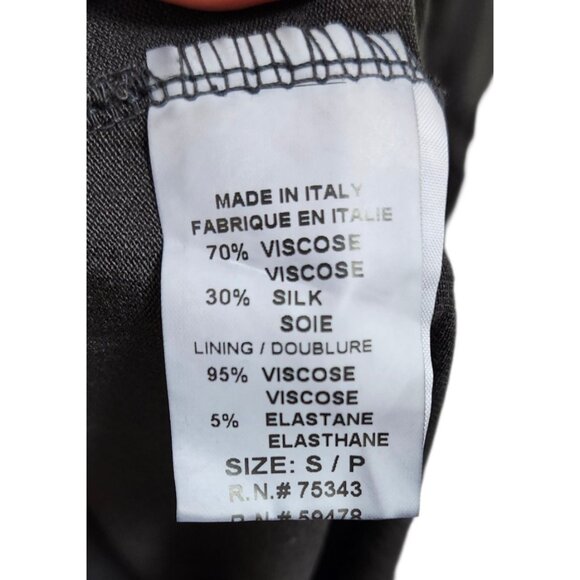 MADE IN ITALY
FABRIQUE EN ITALIE
70% VISCOSE
VISCOSE
30% SILK
SOIE
LINING / DOUBLURE
95% VISCOSE
VISCOSE
5% ELASTANE
ELASTHANE
SIZE: S / P
R.N.# 75343
R.N.# 59478